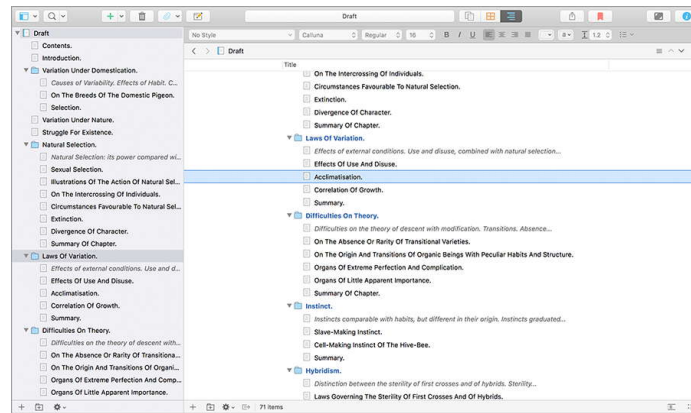 Draft
No Style
Calluna
Regular
16
B I U
1.2
Draft
Contents.
Introduction.
Variation Under Domestication.
Causes of Variability. Effects of Habit. C...
On The Breeds Of The Domestic Pigeon.
Selection.
Variation Under Nature.
Struggle For Existence.
Natural Selection.
Natural Selection: its power compared wi...
Sexual Selection.
Illustrations Of The Action Of Natural Sel...
On the Intercrossing Of Individuals.
Circumstances Favourable To Natural Sel...
Extinction.
Divergence Of Character.
Summary Of Chapter.
Laws Of Variation.
Effects of external conditions. Use and d...
Effects Of Use And Disuse.
Acclimatisation.
Correlation Of Growth.
Summary.
Difficulties On Theory.
Difficulties on the theory of descent with...
On The Absence Or Rarity Of Transitiona...
On The Origin And Transitions Of Organi...
Organs Of Extreme Perfection And Comp...
Organs Of Little Apparent Importance.
Draft
Title
On The Intercrossing Of Individuals.
Circumstances Favourable To Natural Selection.
Extinction.
Divergence Of Character.
Summary Of Chapter.
Laws Of Variation.
Effects of external conditions. Use and disuse, combined with natural selection...
Effects Of Use And Disuse.
Acclimatisation.
Correlation Of Growth.
Summary.
Difficulties On Theory.
Difficulties on the theory of descent with modification. Transitions. Absence...
On The Absence Or Rarity Of Transitional Varieties.
On The Origin And Transitions Of Organic Beings With Peculiar Habits And Structure.
Organs Of Extreme Perfection And Complication.
Organs Of Little Apparent Importance.
Summary Of Chapter.
Instinct.
Instincts comparable with habits, but different in their origin. Instincts graduated...
Slave-Making Instinct.
Cell-Making Instinct Of The Hive-Bee.
Summary.
Hybridism.
Distinction between the sterility of first crosses and of hybrids. Sterility...
Laws Governing The Sterility Of First Crosses And Of Hybrids.
71 items